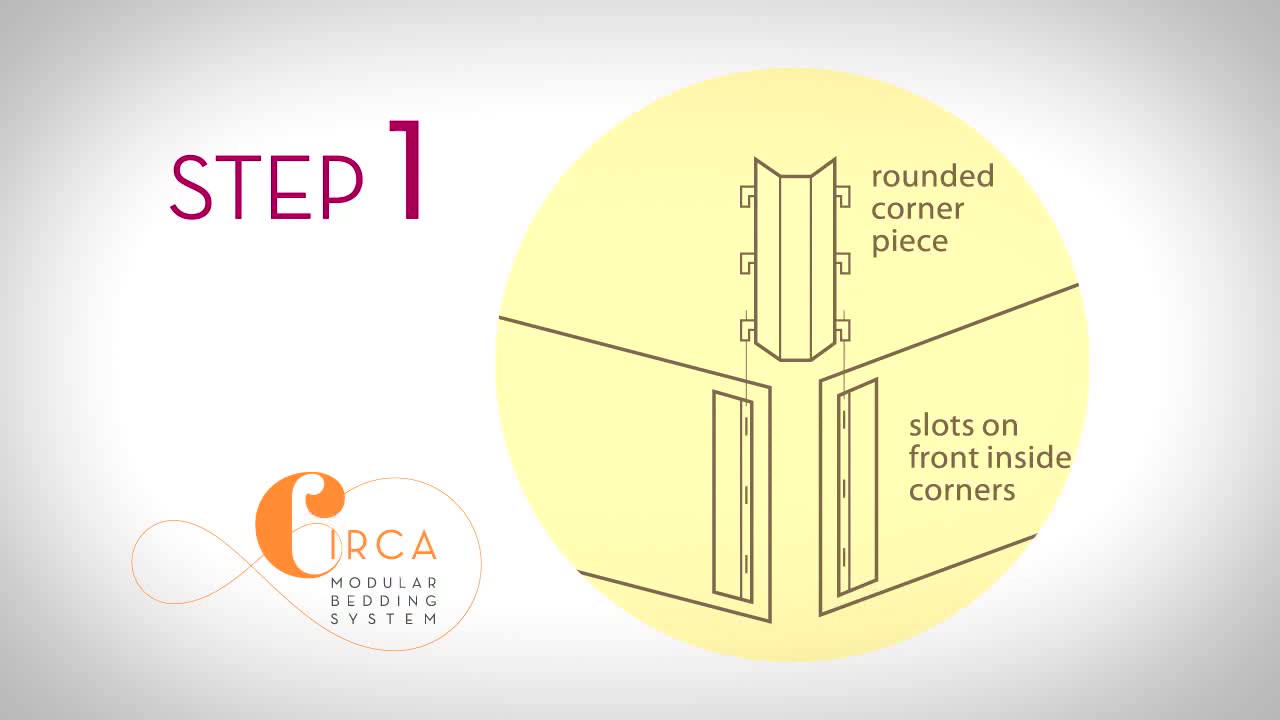 STEP 1
rounded
corner
piece
slots on
front inside
corners
CIRCA
MODULAR
BEDDING
SYSTEM